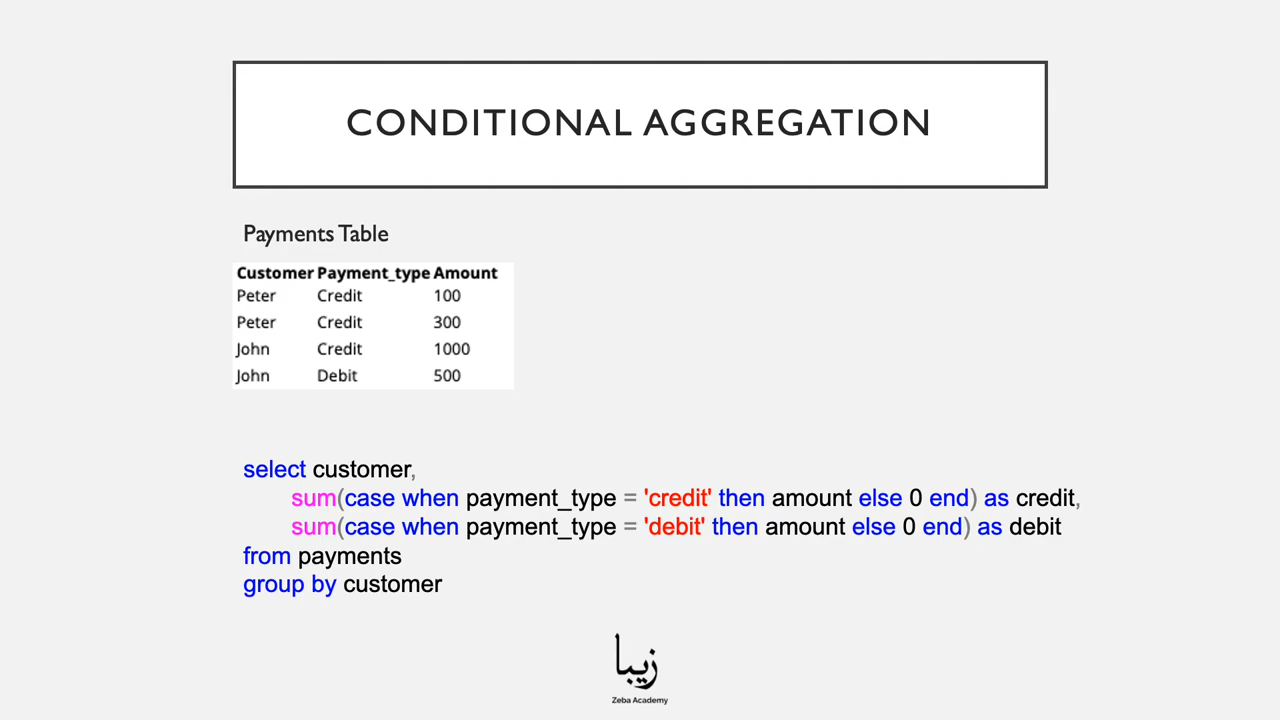 CONDITIONAL AGGREGATION
Payments Table
Customer Payment_type Amount
Peter Credit 100
Peter Credit 300
John Credit 1000
John Debit 500
select customer,
sum(case when payment_type = 'credit' then amount else 0 end) as credit,
sum(case when payment_type = 'debit' then amount else 0 end) as debit
from payments
group by customer
زيبا
Zeba Academy